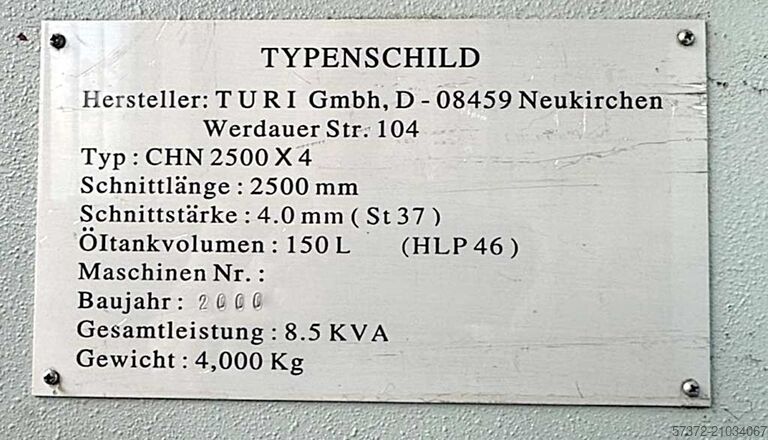 TYPENSCHILD
Hersteller: TURI Gmbh, D - 08459 Neukirchen
Werdauer Str. 104
Typ : CHN 2500 X 4
Schnittlänge : 2500 mm
Schnittstärke : 4.0 mm ( St 37 )
ÖItankvolumen : 150 L (HLP 46 )
Maschinen Nr. :
Baujahr : 2000
Gesamtleistung : 8.5 KVA
Gewicht : 4,000 Kg
57372-21034067